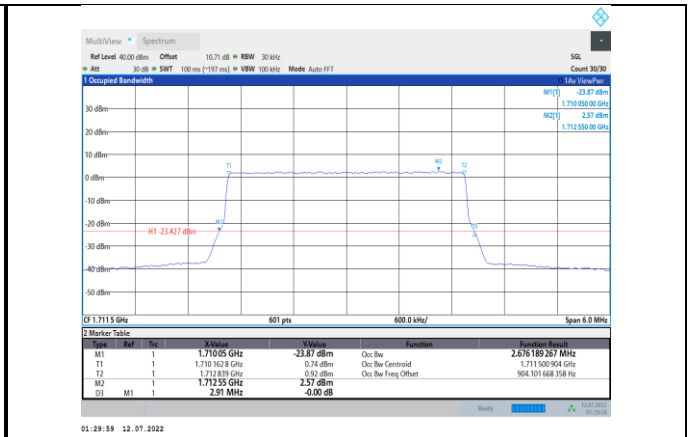 MultiView Spectrum
Ref Level 40.00 dBm Offset 10.71 dB RBW 30 kHz SGL
Att 30 dB SWT 100 ms (~197 ms) VBW 100 kHz Mode Auto FFT Count 30/30
1 Occupied Bandwidth 1Av ViewPwr
M1[1] -23.87 dBm
1.710 050 00 GHz
M2[1] 2.57 dBm
1.712 550 00 GHz
30 dBm
20 dBm
10 dBm
M2
T1 T2
0 dBm
-10 dBm
-20 dBm
M1
D3
H1 -23.427 dBm
-30 dBm
-40 dBm
-50 dBm
CF 1.711 5 GHz 601 pts 600.0 kHz/ Span 6.0 MHz
2 Marker Table
Type Ref Trc X-Value Y-Value Function Function Result
M1 1 1.710 05 GHz -23.87 dBm Occ Bw 2.676 189 267 MHz
T1 1 1.710 162 8 GHz 0.74 dBm Occ Bw Centroid 1.711 500 904 GHz
T2 1 1.712 839 GHz 0.92 dBm Occ Bw Freq Offset 904.101 668 358 Hz
M2 1 1.712 55 GHz 2.57 dBm
D3 M1 1 2.91 MHz -0.00 dB
Ready
01:29:59 12.07.2022